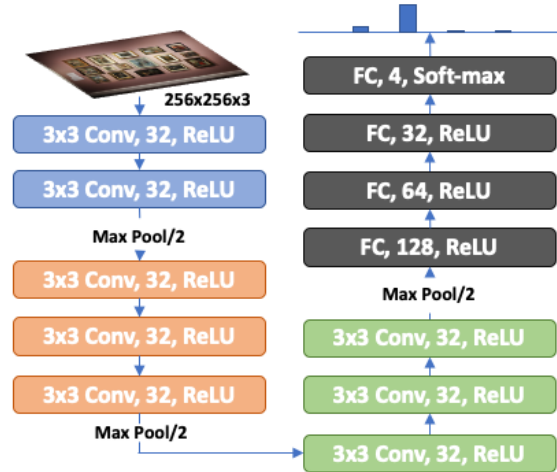 256x256x3
3x3 Conv, 32, ReLU
3x3 Conv, 32, ReLU
Max Pool/2
3x3 Conv, 32, ReLU
3x3 Conv, 32, ReLU
3x3 Conv, 32, ReLU
Max Pool/2
3x3 Conv, 32, ReLU
3x3 Conv, 32, ReLU
3x3 Conv, 32, ReLU
Max Pool/2
FC, 128, ReLU
FC, 64, ReLU
FC, 32, ReLU
FC, 4, Soft-max